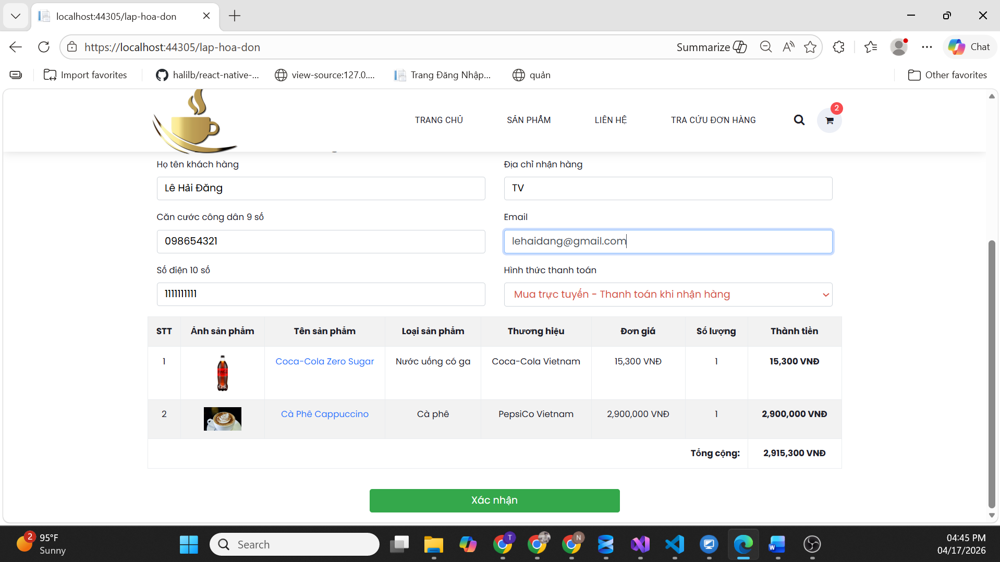 localhost:44305/lap-hoa-don
https://localhost:44305/lap-hoa-don
Summarize
Chat
Import favorites
halilb/react-native-...
view-source:127.0....
Trang Đăng Nhập...
quản
Other favorites
TRANG CHỦ
SẢN PHẨM
LIÊN HỆ
TRA CỨU ĐƠN HÀNG
2
Họ tên khách hàng
Địa chỉ nhận hàng
Lê Hải Đăng
TV
Căn cước công dân 9 số
Email
098654321
lehaidang@gmail.com
Số điện 10 số
Hình thức thanh toán
1111111111
Mua trực tuyến - Thanh toán khi nhận hàng
STT Ảnh sản phẩm Tên sản phẩm Loại sản phẩm Thương hiệu Đơn giá Số lượng Thành tiền
1 Coca-Cola Zero Sugar Nước uống có ga Coca-Cola Vietnam 15,300 VNĐ 1 15,300 VNĐ
2 Cà Phê Cappuccino Cà phê PepsiCo Vietnam 2,900,000 VNĐ 1 2,900,000 VNĐ
Tổng cộng: 2,915,300 VNĐ
Xác nhận
2
95°F
Sunny
Search
T
N
04:45 PM
04/17/2026